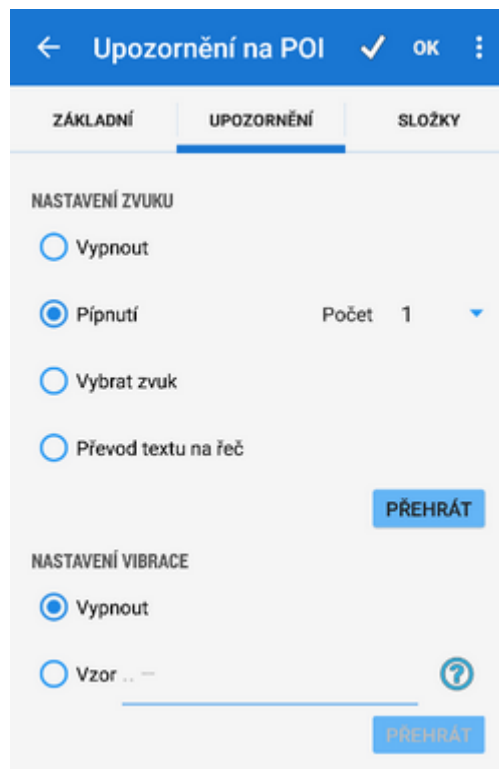 Upozornění na POI OK
ZÁKLADNÍ UPOZORNĚNÍ SLOŽKY
NASTAVENÍ ZVUKU
Vypnout
Pípnutí Počet 1
Vybrat zvuk
Převod textu na řeč
PŘEHRÁT
NASTAVENÍ VIBRACE
Vypnout
Vzor .. —
PŘEHRÁT